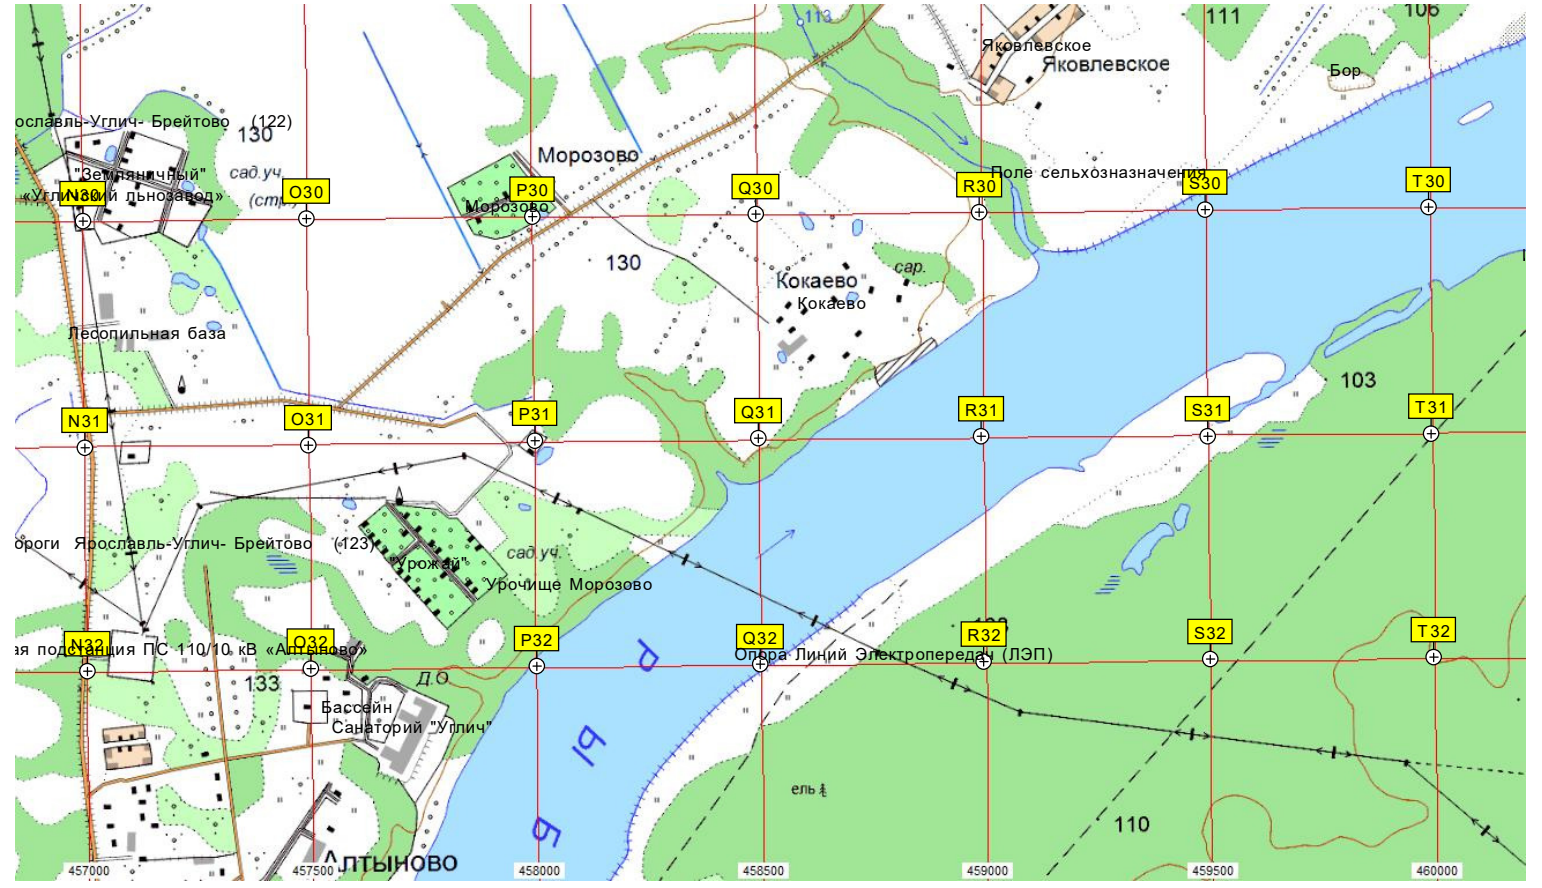 113
111
106
Яковлевское
Яковлевское
Бор
ославль-Углич- Брейтово (122)
130
Морозово
сад.уч.
"Земляничный"
Поле сельхозназначения
«Угличский льнозавод»
N30
O30
P30
Q30
R30
S30
T30
Морозово
130
сар.
Кокаево
Кокаево
Лесопильная база
103
N31
O31
P31
Q31
R31
S31
T31
ороги Ярославль-Углич- Брейтово (123)
сад.уч.
"Урожай"
Урочище Морозово
N32
O32
P32
Q32
R32
S32
T32
ая подстанция ПС 110/10 кВ «Алтыново»
Опора Линий Электропередач (ЛЭП)
Р
Ы
Б
133
Д.О
Бассейн
Санаторий "Углич"
ель
110
Алтыново
457000
457500
458000
458500
459000
459500
460000